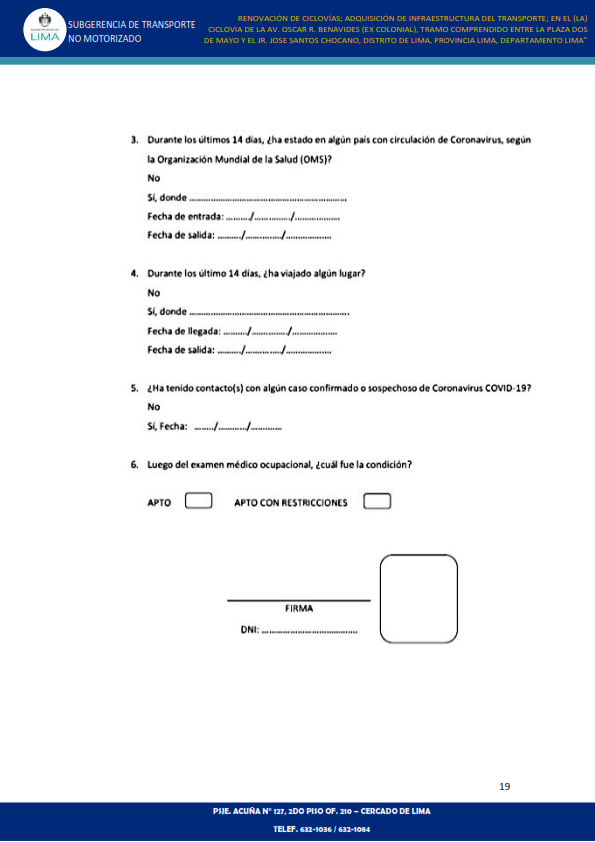 SUBGERENCIA DE TRANSPORTE
NO MOTORIZADO
LIMA
RENOVACIÓN DE CICLOVÍAS; ADQUISICIÓN DE INFRAESTRUCTURA DEL TRANSPORTE; EN EL (LA)
CICLOVIA DE LA AV. OSCAR R. BENAVIDES (EX COLONIAL), TRAMO COMPRENDIDO ENTRE LA PLAZA DOS
DE MAYO Y EL JR. JOSE SANTOS CHOCANO, DISTRITO DE LIMA, PROVINCIA LIMA, DEPARTAMENTO LIMA"
3. Durante los últimos 14 días, ¿ha estado en algún país con circulación de Coronavirus, según
la Organización Mundial de la Salud (OMS)?
No
Sí, donde ...........................................................
Fecha de entrada: ........../.............../..................
Fecha de salida: ........./.............../..................
4. Durante los último 14 días, ¿ha viajado algún lugar?
No
Sí, donde ............................................................
Fecha de llegada: ........../.............../..................
Fecha de salida: ........./.............../..................
5. ¿Ha tenido contacto(s) con algún caso confirmado o sospechoso de Coronavirus COVID-19?
No
Sí, Fecha: ......../.........../............
6. Luego del examen médico ocupacional, ¿cuál fue la condición?
APTO APTO CON RESTRICCIONES
FIRMA
DNI: ....................................
19
PSJE. ACUÑA N° 127, 2DO PISO OF. 210 – CERCADO DE LIMA
TELEF. 632-1036 / 632-1084